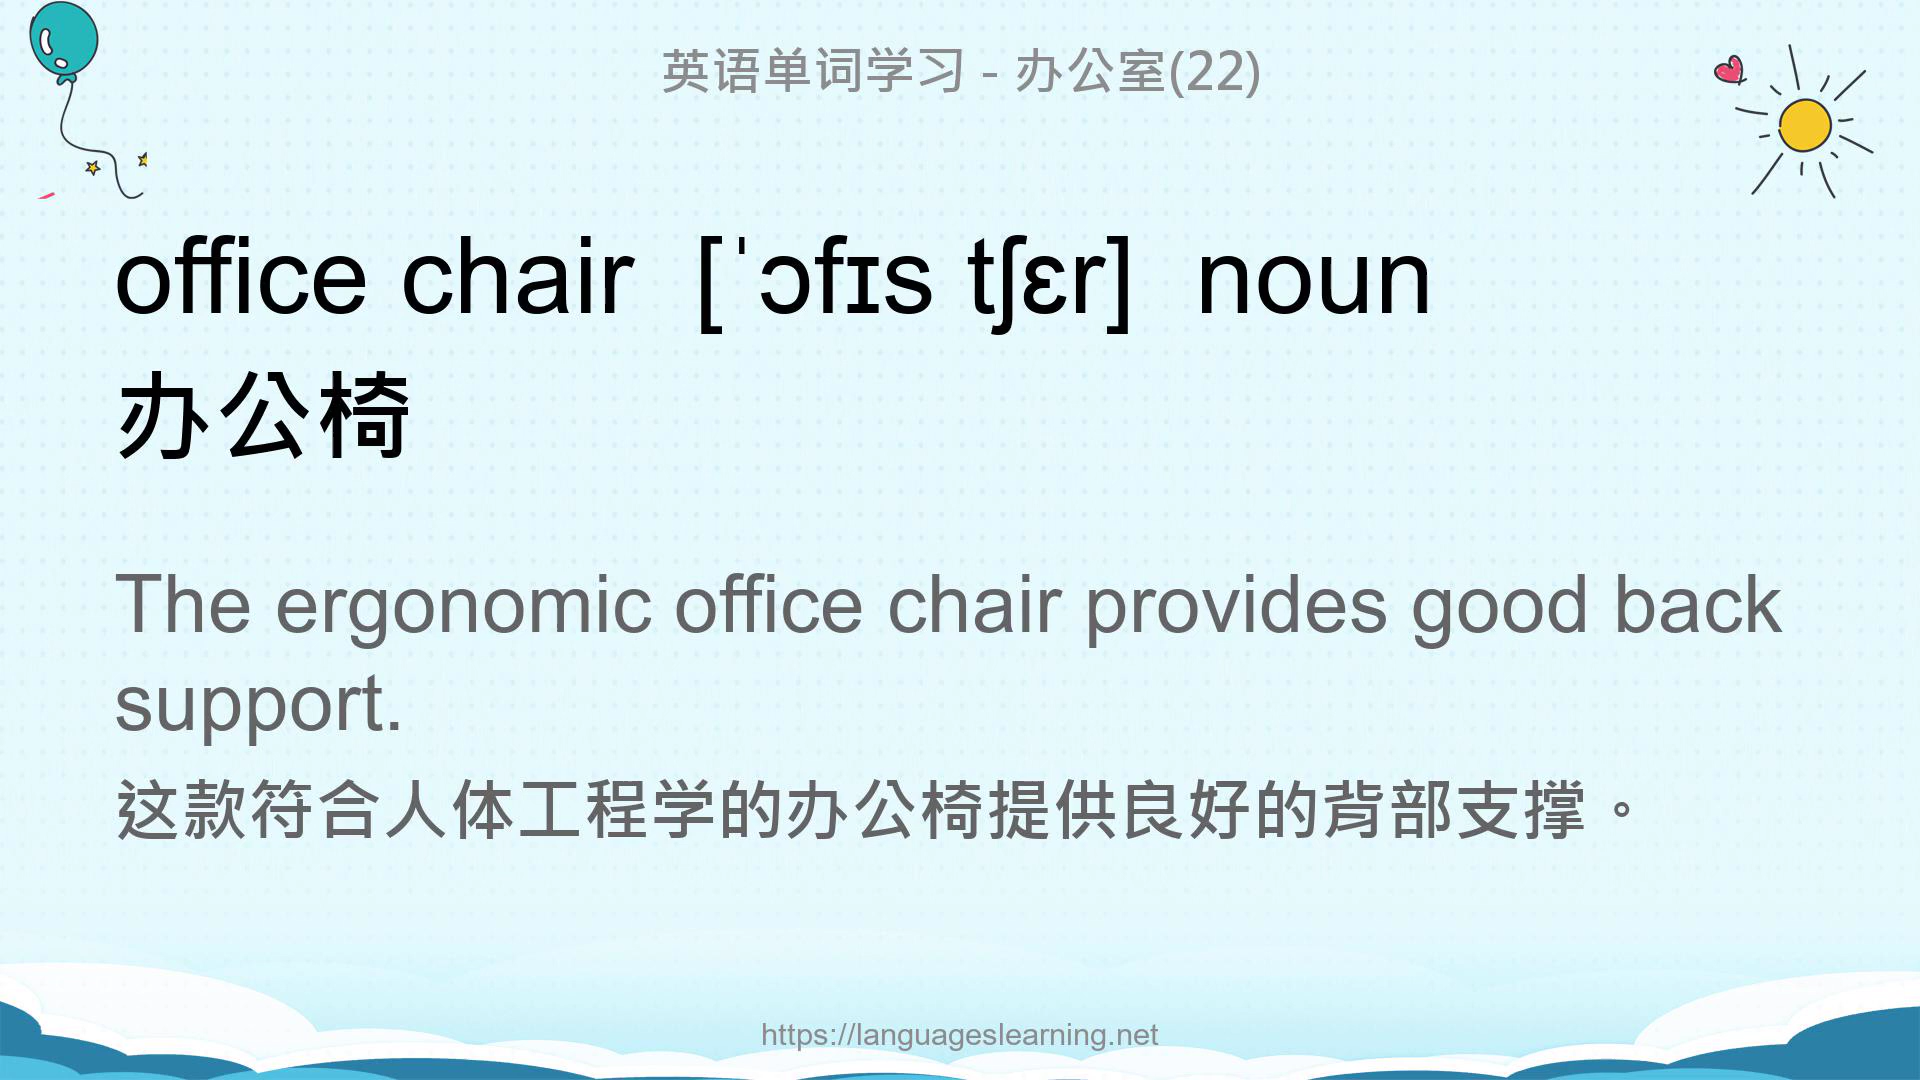 英语单词学习 - 办公室(22)
office chair [ˈɔfɪs tʃɛr] noun
办公椅
The ergonomic office chair provides good back
support.
这款符合人体工程学的办公椅提供良好的背部支撑。
https://languageslearning.net